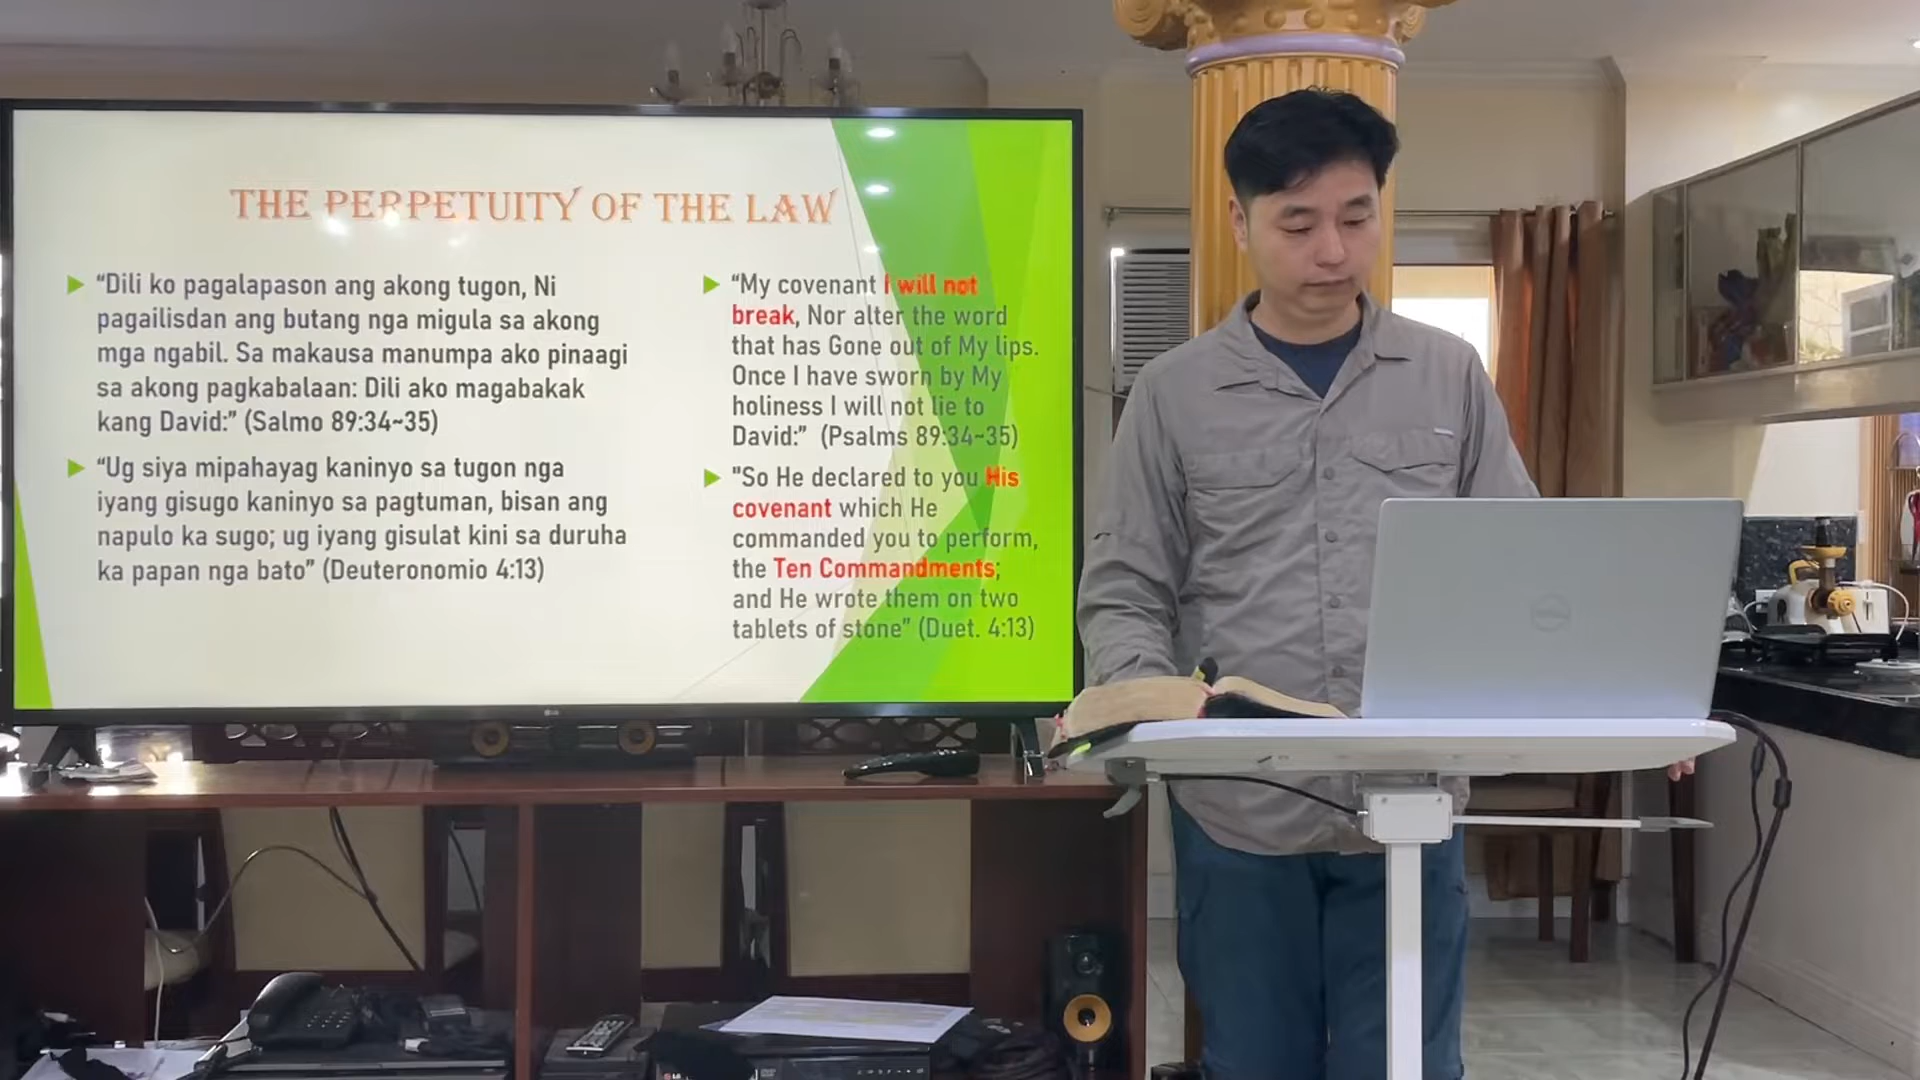 THE PERPETUITY OF THE LAW
“Dili ko pagalapason ang akong tugon, Ni
pagailisdan ang butang nga migula sa akong
mga ngabil. Sa makausa manumpa ako pinaagi
sa akong pagkabalaan: Dili ako magabakak
kang David:” (Salmo 89:34~35)
“Ug siya mipahayag kaninyo sa tugon nga
iyang gisugo kaninyo sa pagtuman, bisan ang
napulo ka sugo; ug iyang gisulat kini sa duruha
ka papan nga bato” (Deuteronomio 4:13)
“My covenant I will not
break, Nor alter the word
that has Gone out of My lips.
Once I have sworn by My
holiness I will not lie to
David:” (Psalms 89:34~35)
"So He declared to you His
covenant which He
commanded you to perform,
the Ten Commandments;
and He wrote them on two
tablets of stone” (Duet. 4:13)
LG